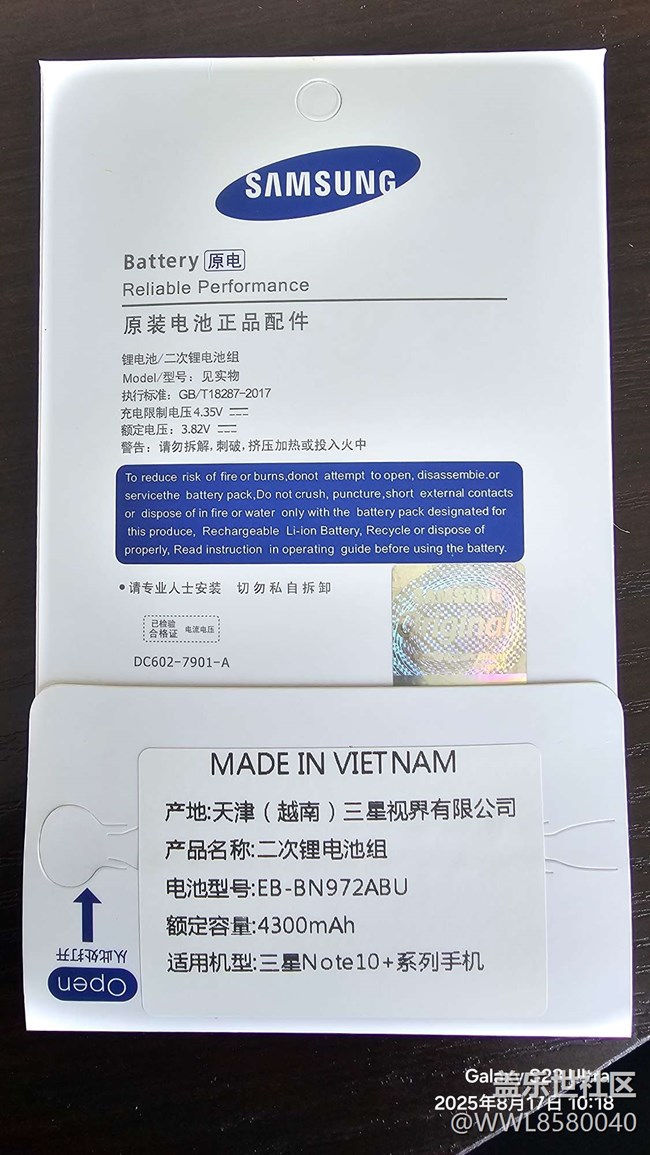 SAMSUNG
Battery 原电
Reliable Performance
原装电池正品配件
锂电池/二次锂电池组
Model/型号：见实物
执行标准：GB/T18287-2017
充电限制电压4.35V
额定电压：3.82V
警告：请勿拆解，刺破，挤压加热或投入火中
To reduce risk of fire or burns,donot attempt to open, disassembie.or
servicethe battery pack,Do not crush, puncture,short external contacts
or dispose of in fire or water only with the battery pack designated for
this produce, Rechargeable Li-ion Battery, Recycle or dispose of
properly, Read instruction in operating guide before using the battery.
•请专业人士安装 切勿私自拆卸
SAMSUNG
Original
已检验
合格证 电流电压
DC602-7901-A
MADE IN VIETNAM
产地:天津（越南）三星视界有限公司
产品名称:二次锂电池组
电池型号:EB-BN972ABU
额定容量:4300mAh
适用机型:三星Note10+系列手机
从此处打开
Open
Galaxy S23 Ultra
盖乐世社区
2025年8月17日 10:18
@WWL8580040